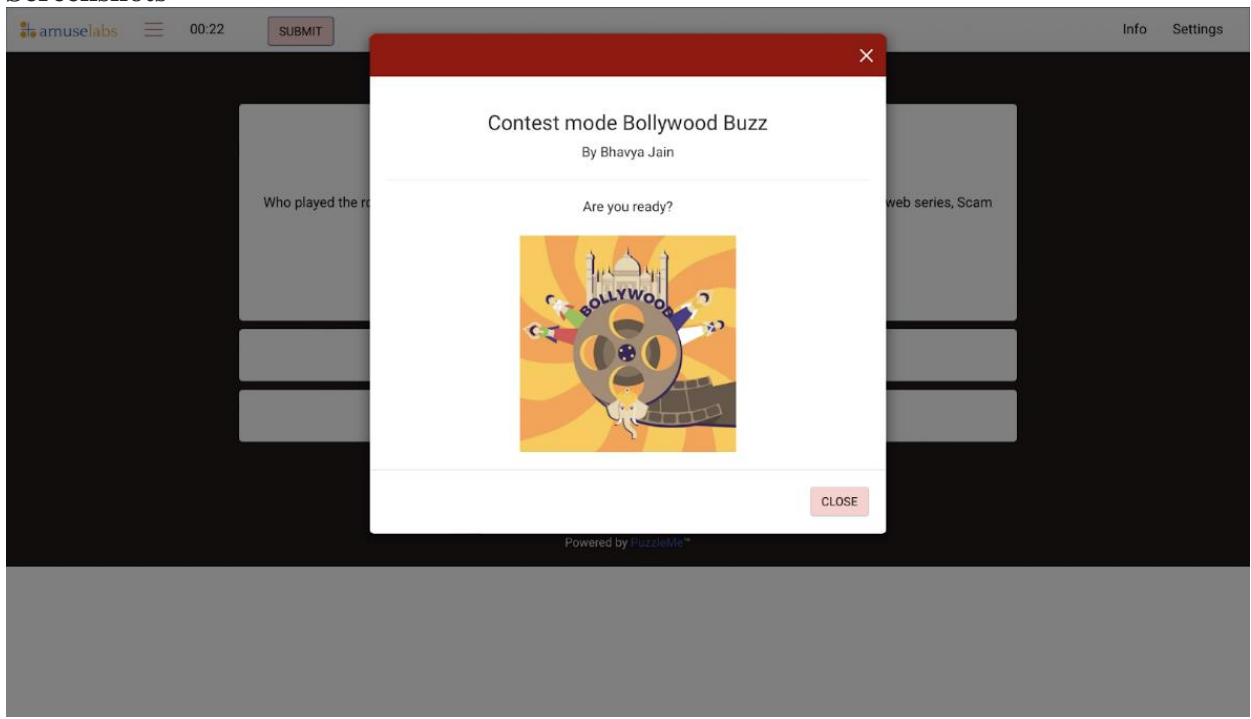 Screenshots
amuselabs 00:22 SUBMIT Info Settings
Contest mode Bollywood Buzz
By Bhavya Jain
Are you ready?
Who played the web series, Scam
BOLLYWOOD
CLOSE
Powered by PuzzleMe™